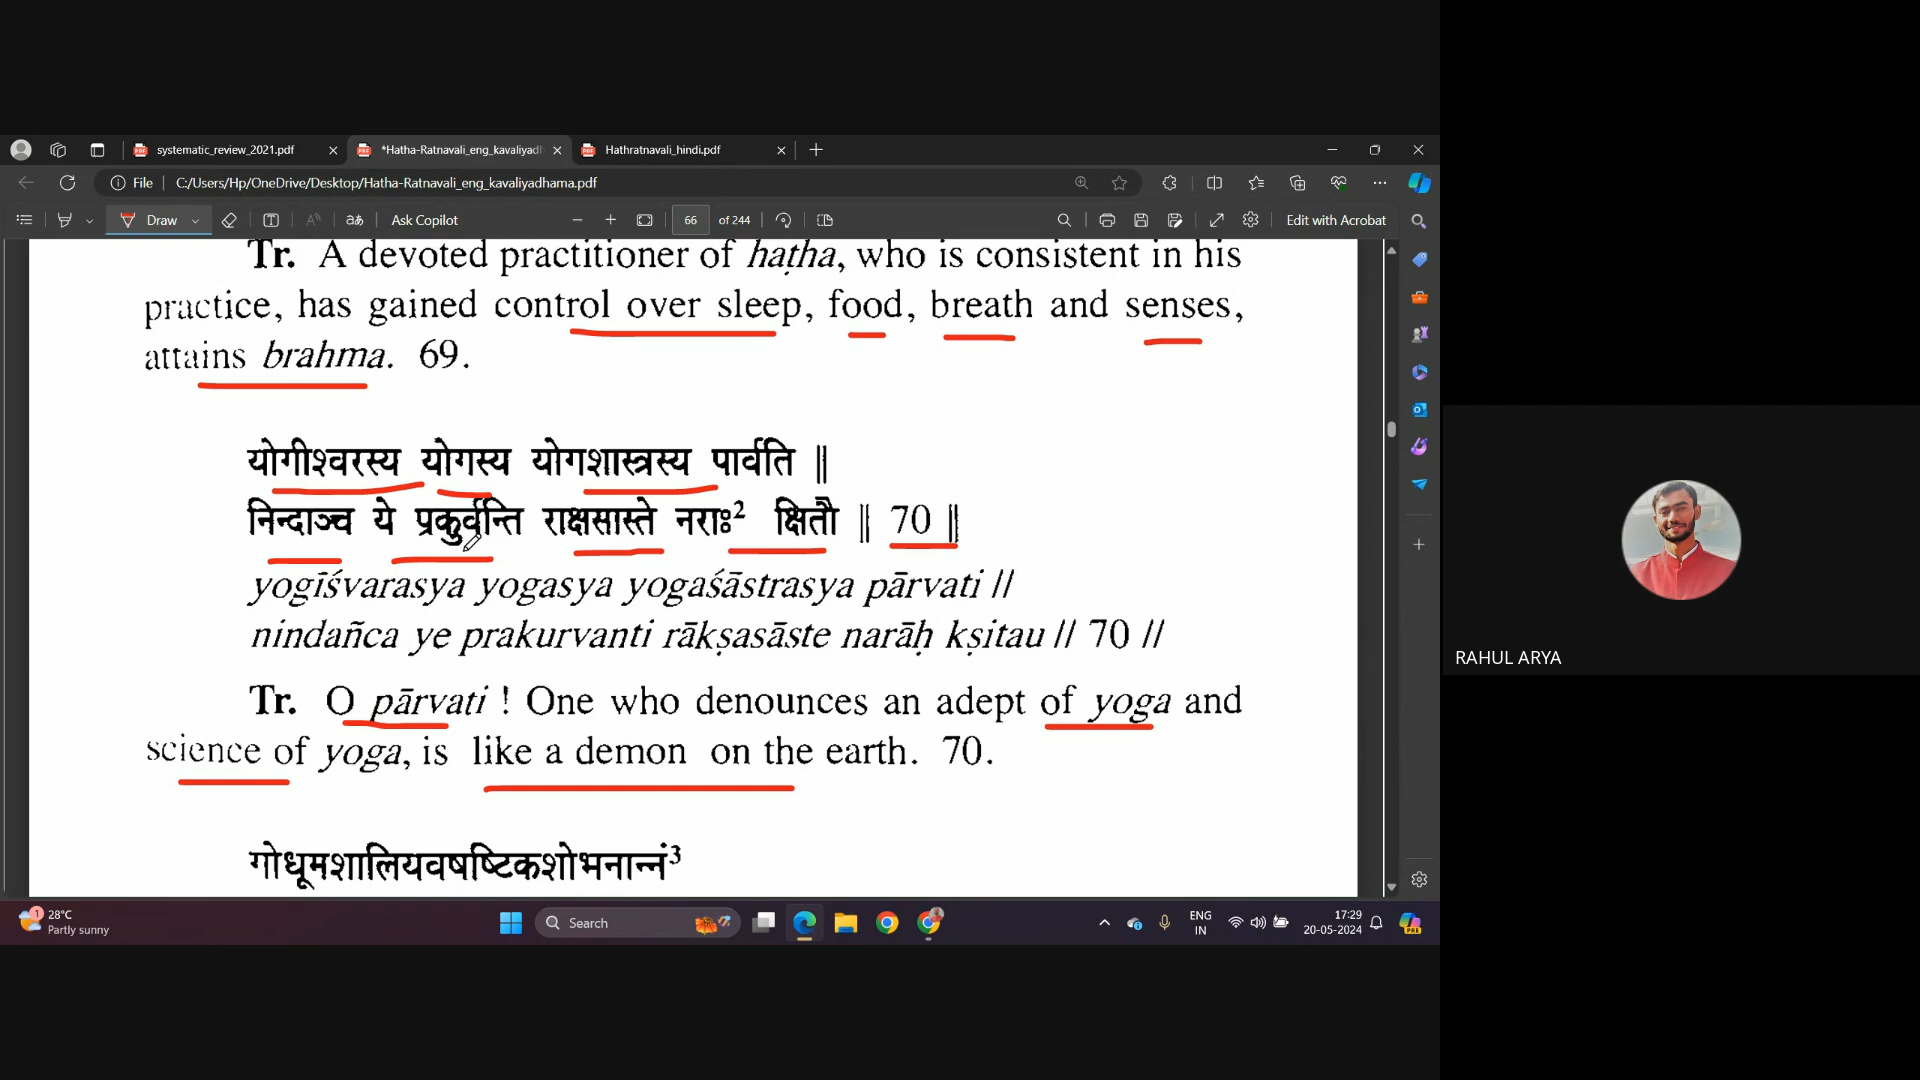 systematic_review_2021.pdf
*Hatha-Ratnavali_eng_kavaliyad
Hathratnavali_hindi.pdf
File
C:/Users/Hp/OneDrive/Desktop/Hatha-Ratnavali_eng_kavaliyadhama.pdf
Draw
Ask Copilot
66 of 244
Edit with Acrobat
Tr. A devoted practitioner of haṭha, who is consistent in his
practice, has gained control over sleep, food, breath and senses,
attains brahma. 69.
योगीश्वरस्य योगस्य योगशास्त्रस्य पार्वति ॥
निन्दाञ्च ये प्रकुर्वन्ति राक्षसास्ते नराः² क्षितौ ॥ 70 ॥
yogīśvarasya yogasya yogaśāstrasya pārvati //
nindañca ye prakurvanti rākṣasāste narāḥ kṣitau // 70 //
Tr. O pārvati ! One who denounces an adept of yoga and
science of yoga, is like a demon on the earth. 70.
गोधूमशालियवषष्टिकशोभनान्नं³
RAHUL ARYA
1
28°C
Partly sunny
Search
ENG
IN
17:29
20-05-2024